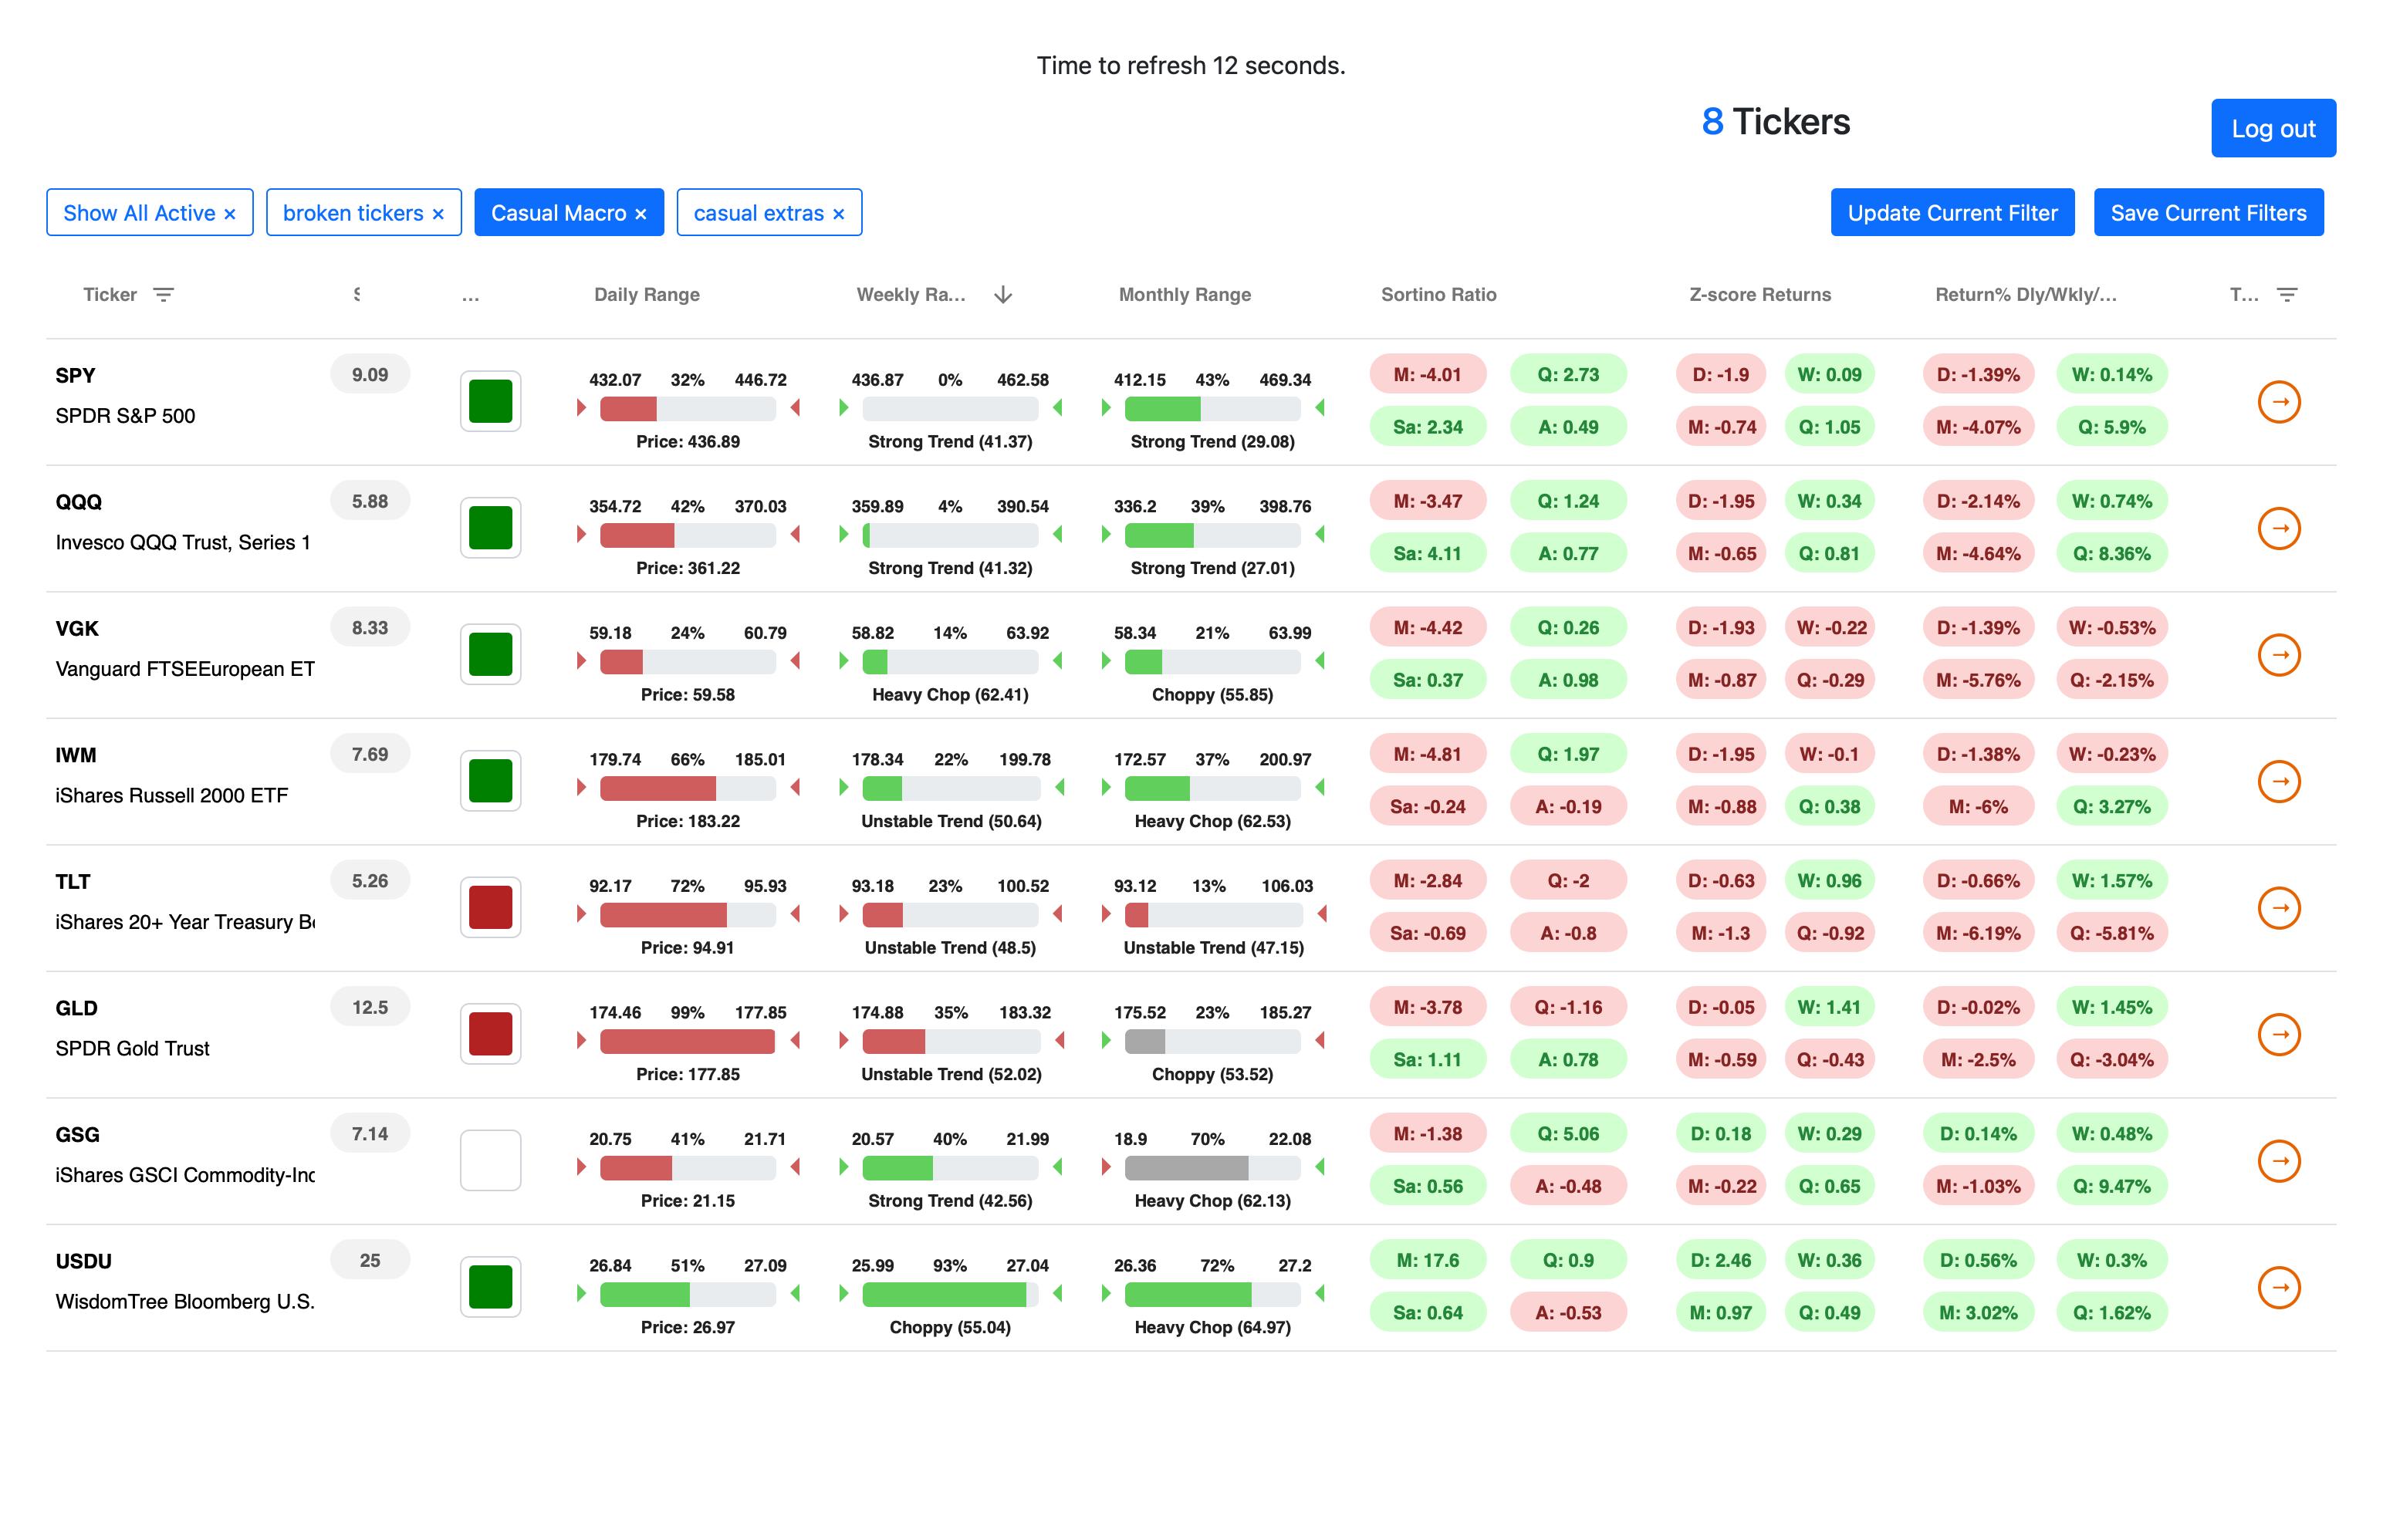 Time to refresh 12 seconds.
8 Tickers
Log out
Show All Active × broken tickers × Casual Macro × casual extras × Update Current Filter Save Current Filters
Ticker ... Daily Range Weekly Ra... Monthly Range Sortino Ratio Z-score Returns Return% Dly/Wkly/... T...
SPY 9.09
SPDR S&P 500
432.07 32% 446.72 436.87 0% 462.58 412.15 43% 469.34
Price: 436.89 Strong Trend (41.37) Strong Trend (29.08)
M: -4.01 Q: 2.73 D: -1.9 W: 0.09 D: -1.39% W: 0.14%
Sa: 2.34 A: 0.49 M: -0.74 Q: 1.05 M: -4.07% Q: 5.9%
QQQ 5.88
Invesco QQQ Trust, Series 1
354.72 42% 370.03 359.89 4% 390.54 336.2 39% 398.76
Price: 361.22 Strong Trend (41.32) Strong Trend (27.01)
M: -3.47 Q: 1.24 D: -1.95 W: 0.34 D: -2.14% W: 0.74%
Sa: 4.11 A: 0.77 M: -0.65 Q: 0.81 M: -4.64% Q: 8.36%
VGK 8.33
Vanguard FTSEEuropean ET
59.18 24% 60.79 58.82 14% 63.92 58.34 21% 63.99
Price: 59.58 Heavy Chop (62.41) Choppy (55.85)
M: -4.42 Q: 0.26 D: -1.93 W: -0.22 D: -1.39% W: -0.53%
Sa: 0.37 A: 0.98 M: -0.87 Q: -0.29 M: -5.76% Q: -2.15%
IWM 7.69
iShares Russell 2000 ETF
179.74 66% 185.01 178.34 22% 199.78 172.57 37% 200.97
Price: 183.22 Unstable Trend (50.64) Heavy Chop (62.53)
M: -4.81 Q: 1.97 D: -1.95 W: -0.1 D: -1.38% W: -0.23%
Sa: -0.24 A: -0.19 M: -0.88 Q: 0.38 M: -6% Q: 3.27%
TLT 5.26
iShares 20+ Year Treasury
92.17 72% 95.93 93.18 23% 100.52 93.12 13% 106.03
Price: 94.91 Unstable Trend (48.5) Unstable Trend (47.15)
M: -2.84 Q: -2 D: -0.63 W: 0.96 D: -0.66% W: 1.57%
Sa: -0.69 A: -0.8 M: -1.3 Q: -0.92 M: -6.19% Q: -5.81%
GLD 12.5
SPDR Gold Trust
174.46 99% 177.85 174.88 35% 183.32 175.52 23% 185.27
Price: 177.85 Unstable Trend (52.02) Choppy (53.52)
M: -3.78 Q: -1.16 D: -0.05 W: 1.41 D: -0.02% W: 1.45%
Sa: 1.11 A: 0.78 M: -0.59 Q: -0.43 M: -2.5% Q: -3.04%
GSG 7.14
iShares GSCI Commodity-Inc
20.75 41% 21.71 20.57 40% 21.99 18.9 70% 22.08
Price: 21.15 Strong Trend (42.56) Heavy Chop (62.13)
M: -1.38 Q: 5.06 D: 0.18 W: 0.29 D: 0.14% W: 0.48%
Sa: 0.56 A: -0.48 M: -0.22 Q: 0.65 M: -1.03% Q: 9.47%
USDU 25
WisdomTree Bloomberg U.S.
26.84 51% 27.09 25.99 93% 27.04 26.36 72% 27.2
Price: 26.97 Choppy (55.04) Heavy Chop (64.97)
M: 17.6 Q: 0.9 D: 2.46 W: 0.36 D: 0.56% W: 0.3%
Sa: 0.64 A: -0.53 M: 0.97 Q: 0.49 M: 3.02% Q: 1.62%